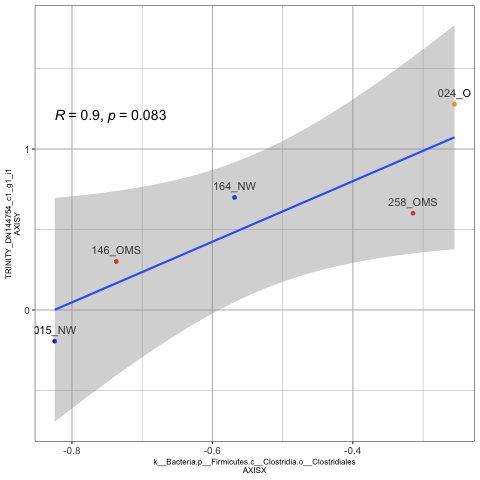 R = 0.9, p = 0.083
024_O
164_NW
258_OMS
146_OMS
015_NW
1
0
-0.8
-0.6
-0.4
TRINITY_DN144754_c1_g1_i1
AXISY
k__Bacteria.p__Firmicutes.c__Clostridia.o__Clostridiales
AXISX